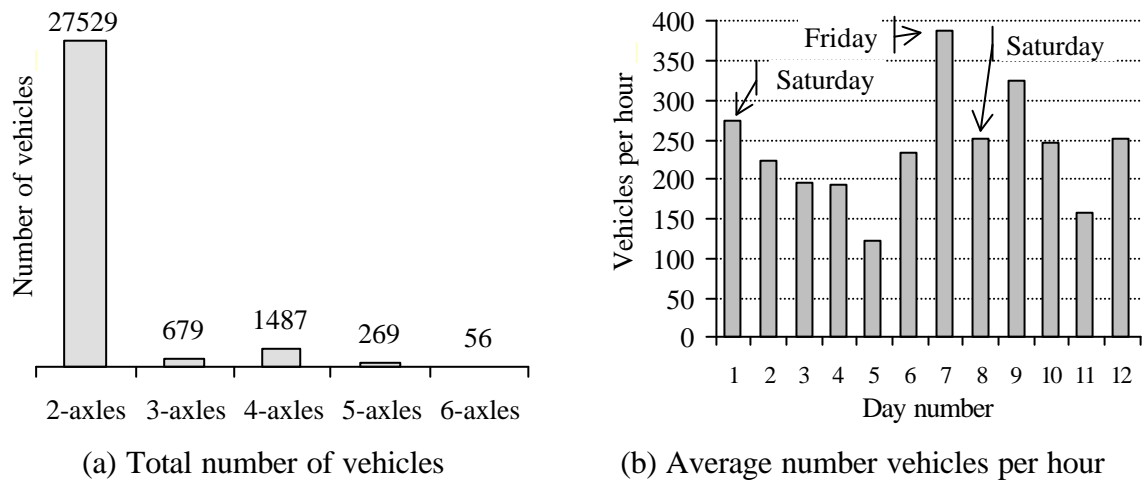 27529
679
1487
269
56
Number of vehicles
2-axles 3-axles 4-axles 5-axles 6-axles
(a) Total number of vehicles
400
350
300
250
200
150
100
50
0
Vehicles per hour
Friday
Saturday
Saturday
1 2 3 4 5 6 7 8 9 10 11 12
Day number
(b) Average number vehicles per hour